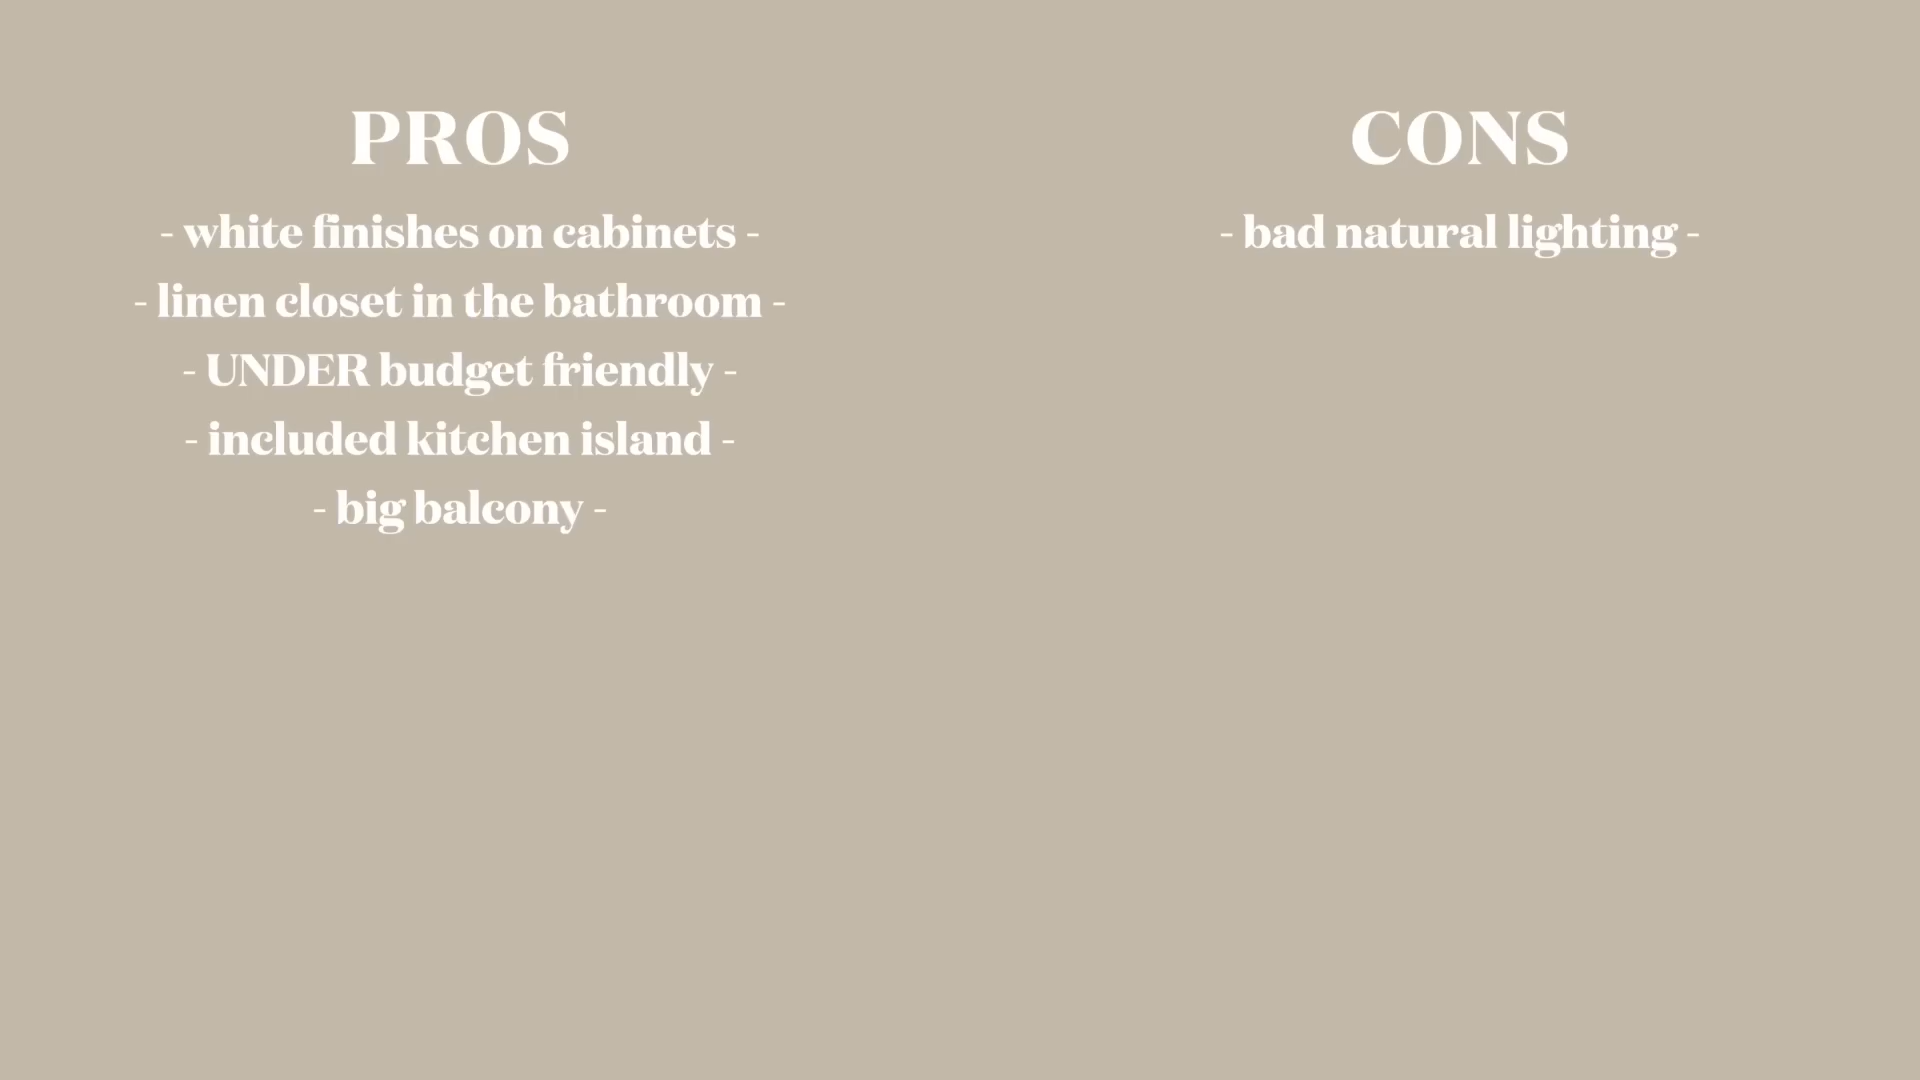 PROS
- white finishes on cabinets -
- linen closet in the bathroom -
- UNDER budget friendly -
- included kitchen island -
- big balcony -
CONS
- bad natural lighting -